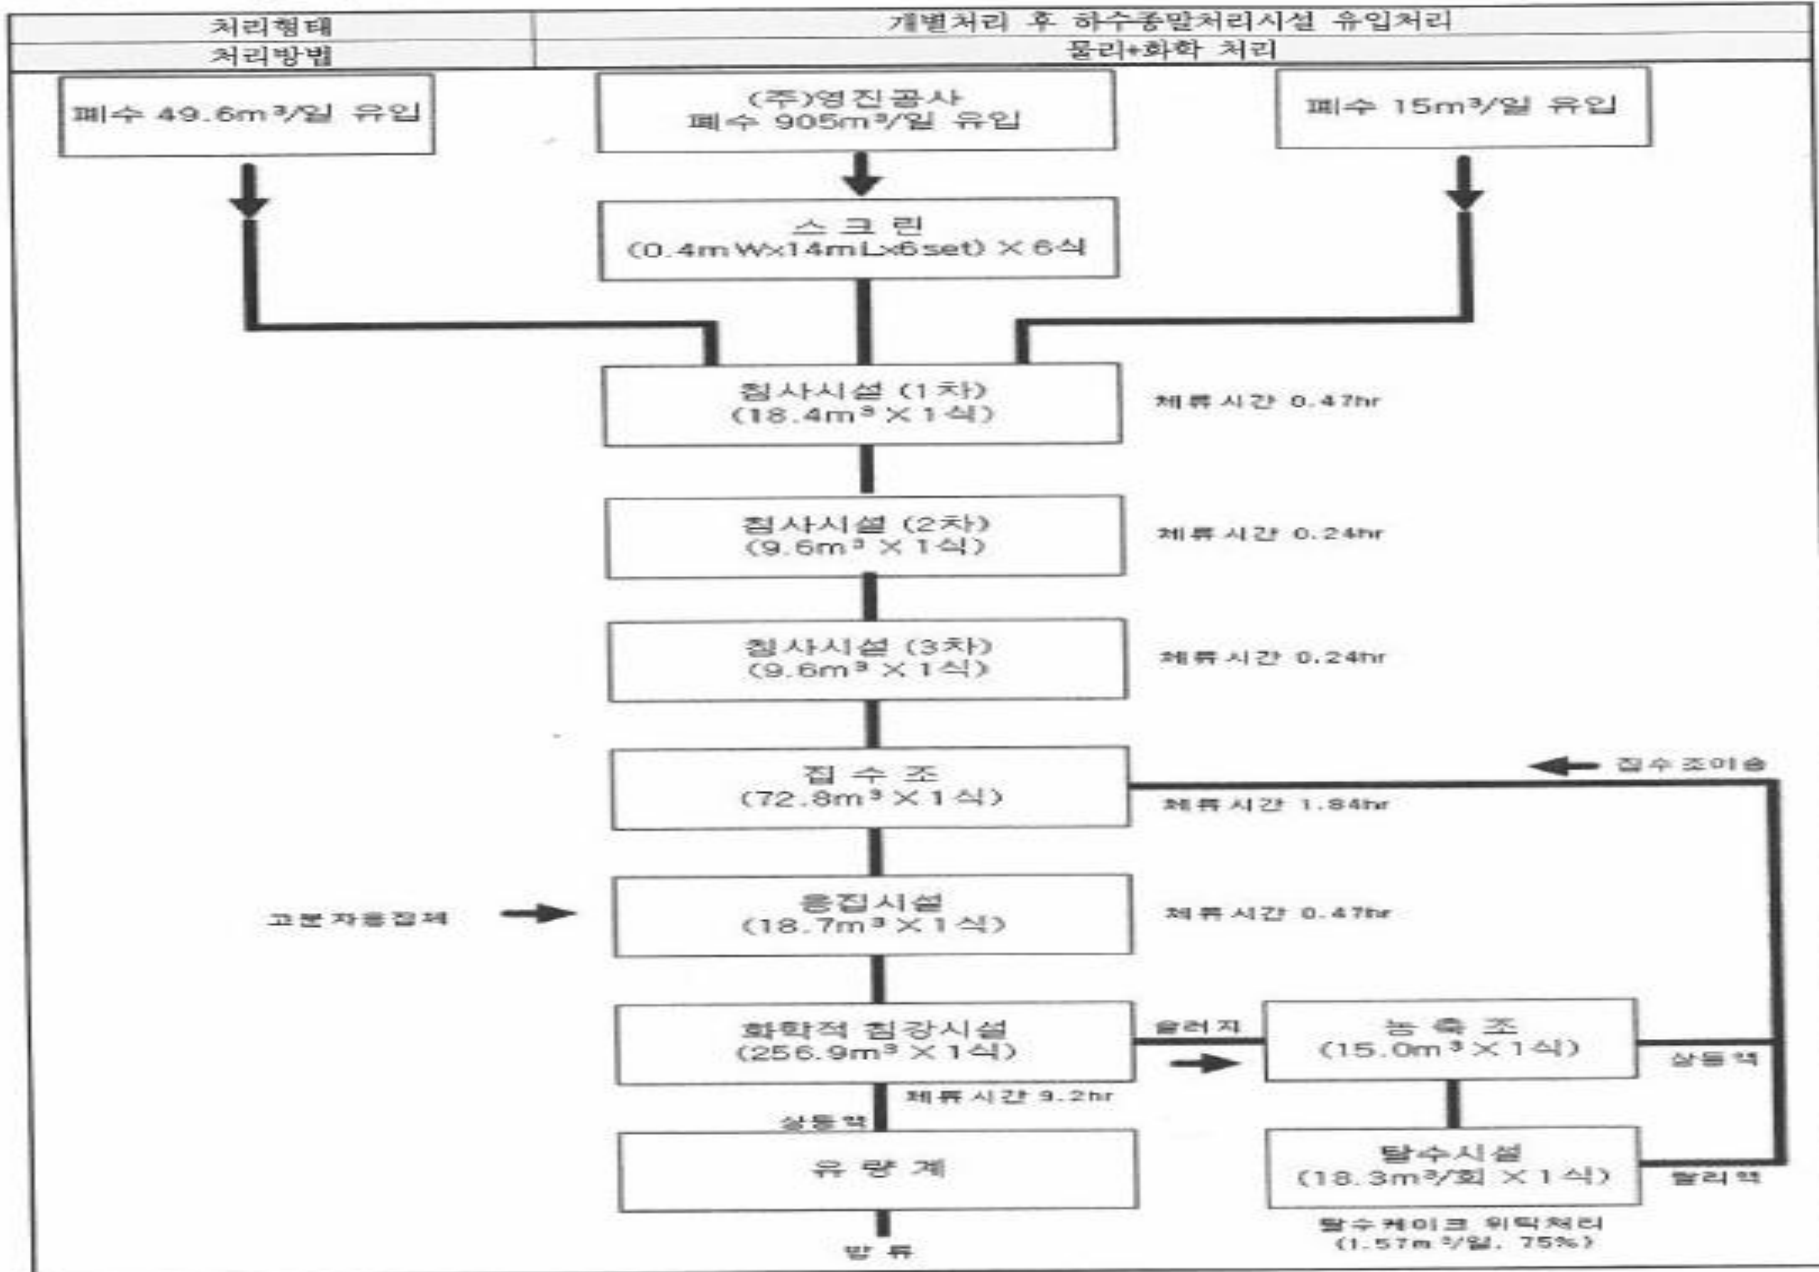 처리형태
개별처리 후 하수종말처리시설 유입처리
처리방법
물리+화학 처리
폐수 49.6m³/일 유입
(주)영진공사
폐수 905m³/일 유입
폐수 15m³/일 유입
스 크 린
(0.4mWx14mLx6set) X 6식
침사시설 (1차)
(18.4m³ X 1식)
체류시간 0.47hr
침사시설 (2차)
(9.6m³ X 1식)
체류시간 0.24hr
침사시설 (3차)
(9.6m³ X 1식)
체류시간 0.24hr
집수조이송
집 수 조
(72.8m³ X 1식)
체류시간 1.84hr
고분자응집제
응집시설
(18.7m³ X 1식)
체류시간 0.47hr
화학적 침강시설
(256.9m³ X 1식)
슬러지
농 축 조
(15.0m³ X 1식)
상등액
체류시간 9.2hr
상등액
유 량 계
탈수시설
(18.3m³/회 X 1식)
탈리액
탈수케이크 위탁처리
(1.57m³/일, 75%)
방 류